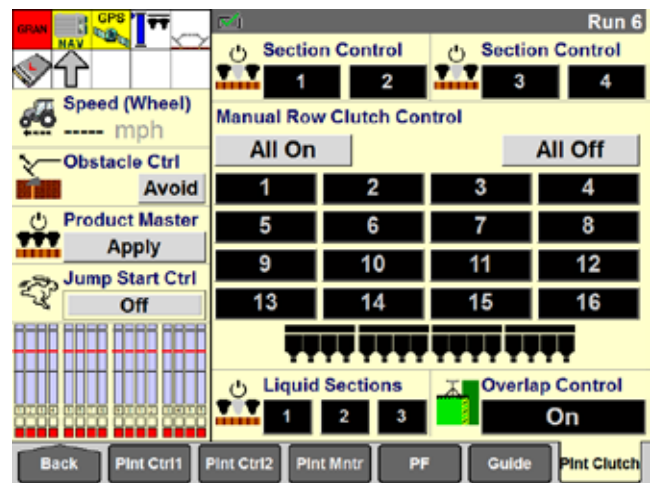 GRAN
NAV
GPS
L
Run 6
Speed (Wheel)
----- mph
Obstacle Ctrl
Avoid
Product Master
Apply
Jump Start Ctrl
Off
Section Control
1 2
Section Control
3 4
Manual Row Clutch Control
All On All Off
1 2 3 4
5 6 7 8
9 10 11 12
13 14 15 16
Liquid Sections
1 2 3
Overlap Control
On
Back Plnt Ctrl1 Plnt Ctrl2 Plnt Mntr PF Guide Plnt Clutch